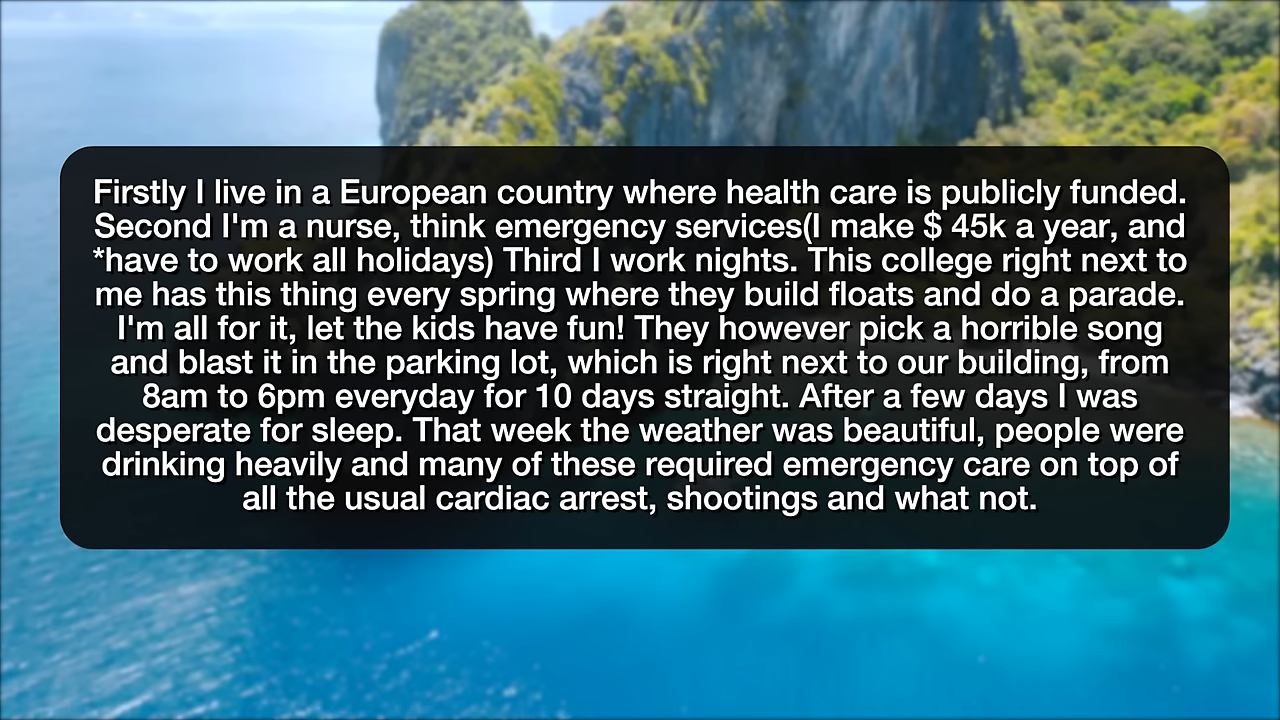 Firstly I live in a European country where health care is publicly funded.
Second I'm a nurse, think emergency services(I make $ 45k a year, and
*have to work all holidays) Third I work nights. This college right next to
me has this thing every spring where they build floats and do a parade.
I'm all for it, let the kids have fun! They however pick a horrible song
and blast it in the parking lot, which is right next to our building, from
8am to 6pm everyday for 10 days straight. After a few days I was
desperate for sleep. That week the weather was beautiful, people were
drinking heavily and many of these required emergency care on top of
all the usual cardiac arrest, shootings and what not.